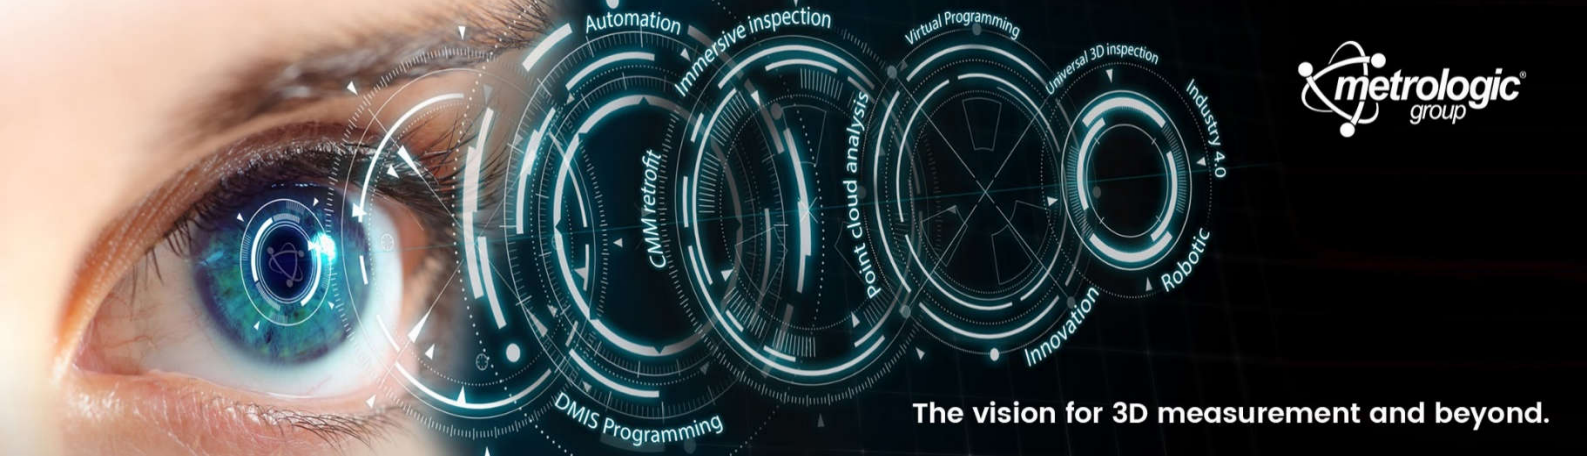 Automation
Immersive inspection
Virtual Programming
Universal 3D inspection
Industry 4.0
metrologic®
group
CMM retrofit
Point cloud analysis
Robotic
Innovation
DMIS Programming
The vision for 3D measurement and beyond.